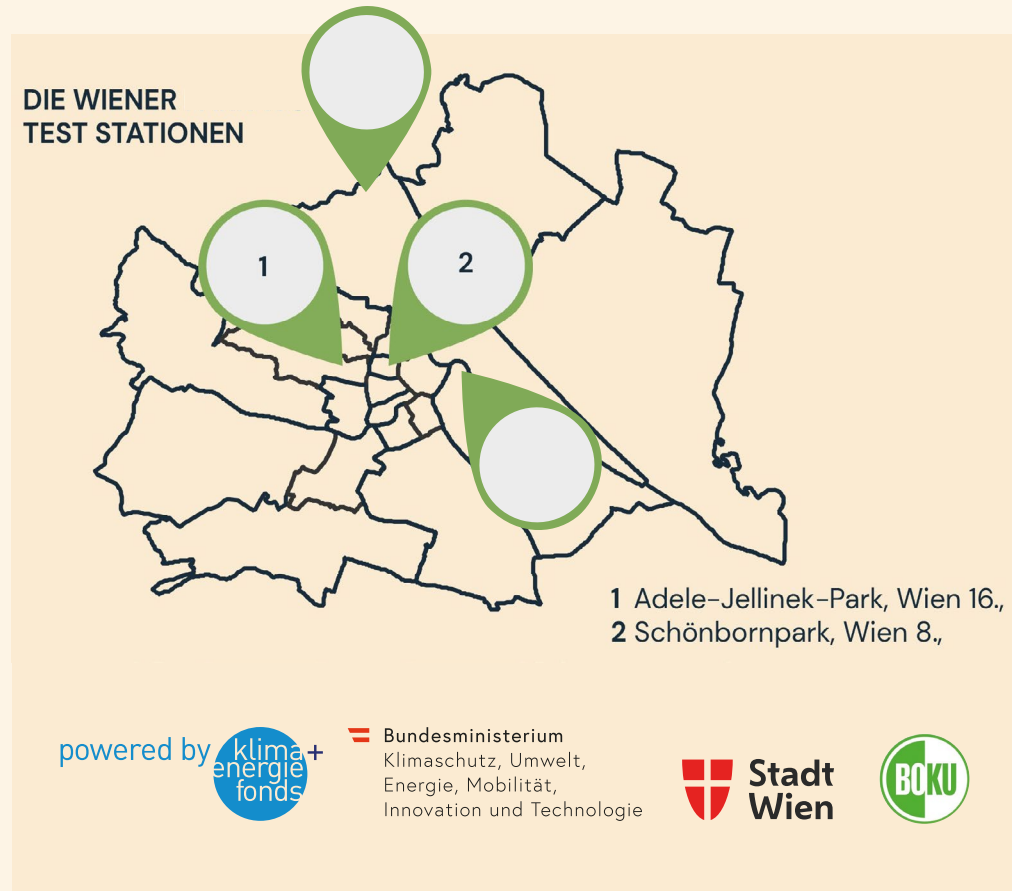 DIE WIENER
TEST STATIONEN
1
2
1 Adele-Jellinek-Park, Wien 16.,
2 Schönbornpark, Wien 8.,
powered by klima+
energie
fonds
Bundesministerium
Klimaschutz, Umwelt,
Energie, Mobilität,
Innovation und Technologie
Stadt
Wien
BOKU